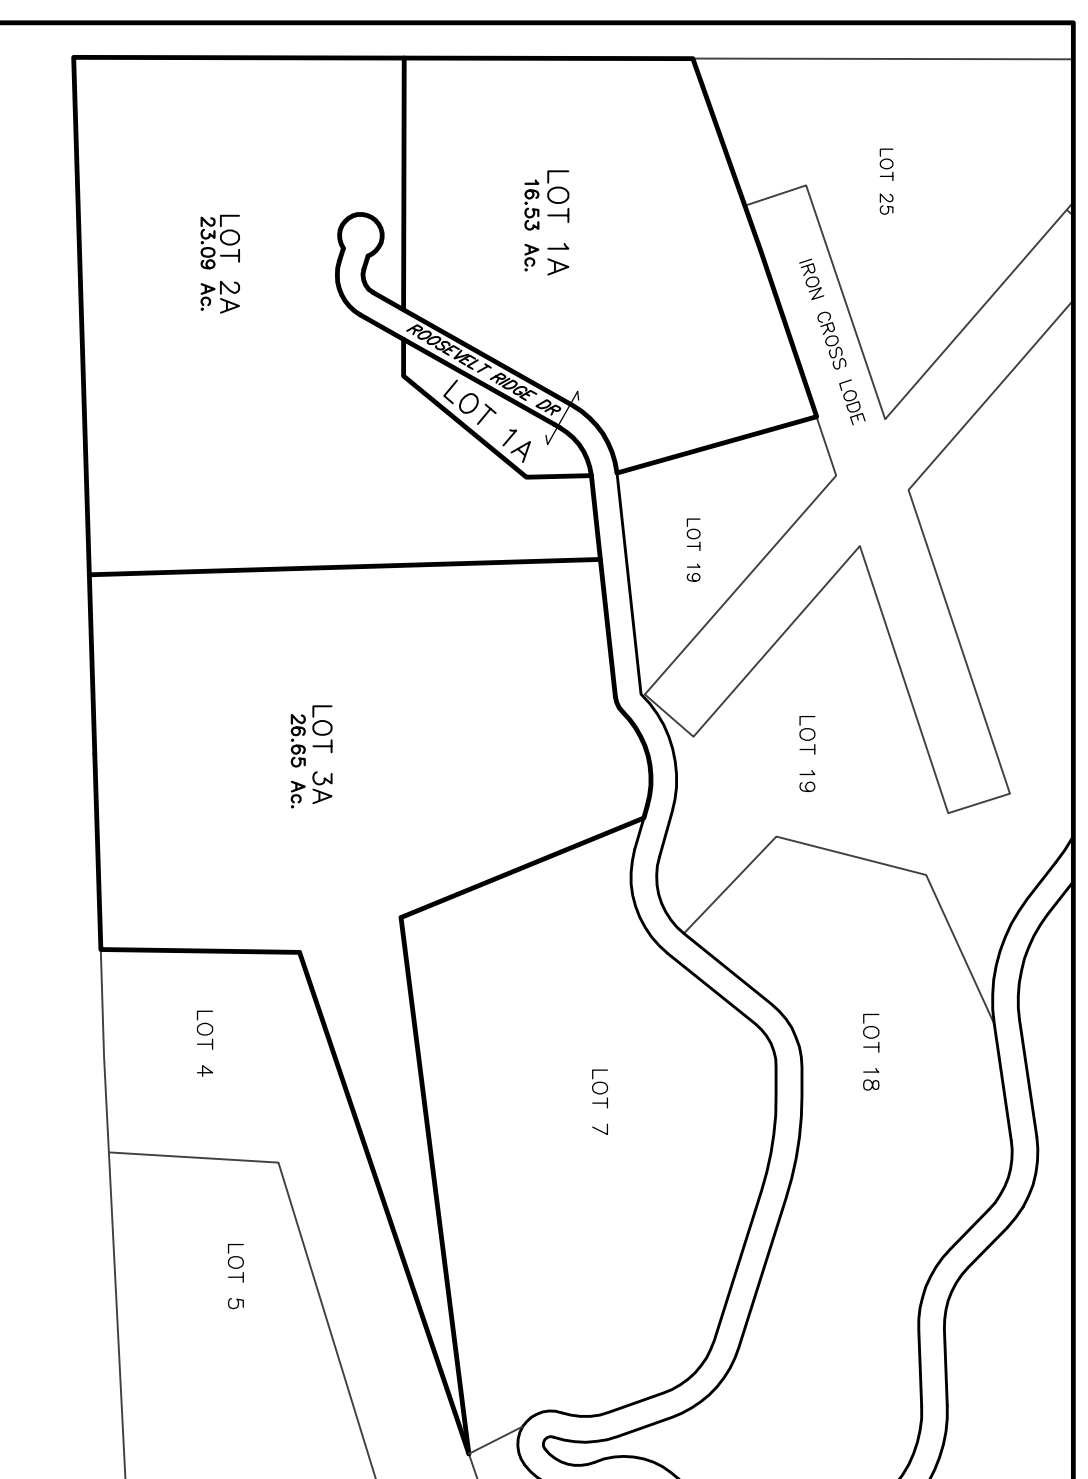 LOT 25
IRON CROSS LODE
LOT 1A
16.53 Ac.
LOT 2A
23.09 Ac.
ROOSEVELT RIDGE DR
LOT 1A
LOT 19
LOT 3A
26.65 Ac.
LOT 19
LOT 18
LOT 7
LOT 4
LOT 5